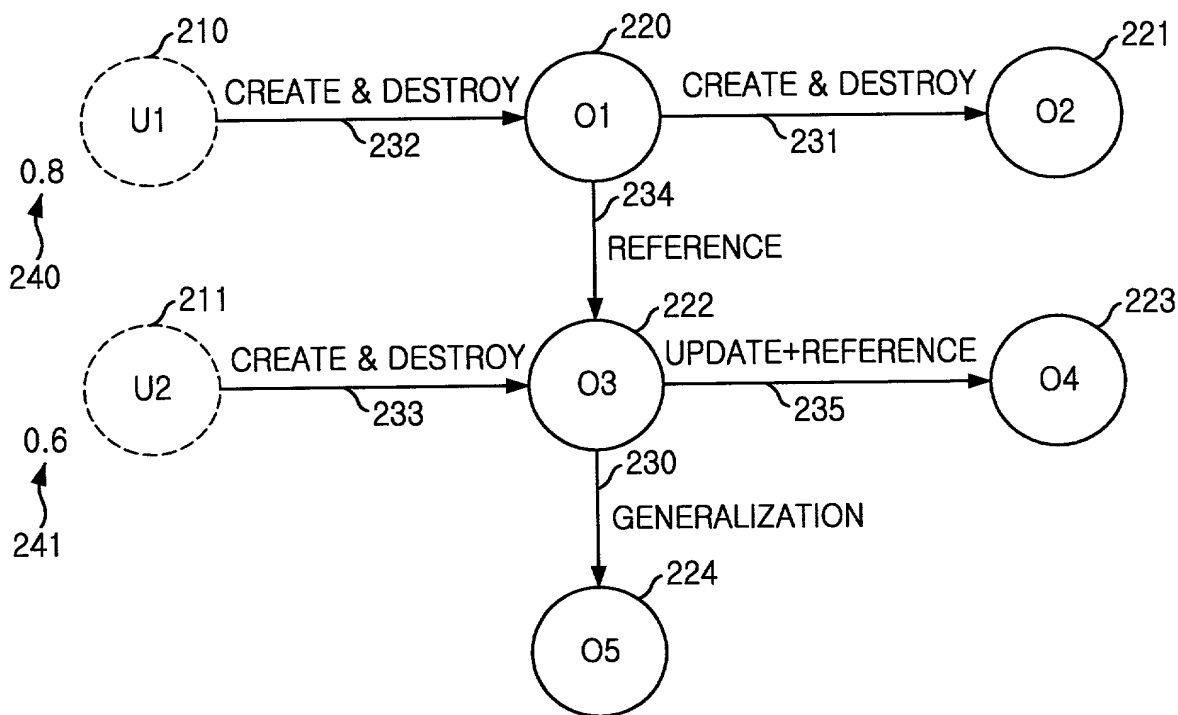 210
220
221
CREATE & DESTROY
CREATE & DESTROY
U1
O1
O2
232
231
0.8
234
240
REFERENCE
211
222
223
CREATE & DESTROY
UPDATE+REFERENCE
U2
O3
O4
233
235
0.6
230
241
GENERALIZATION
224
O5